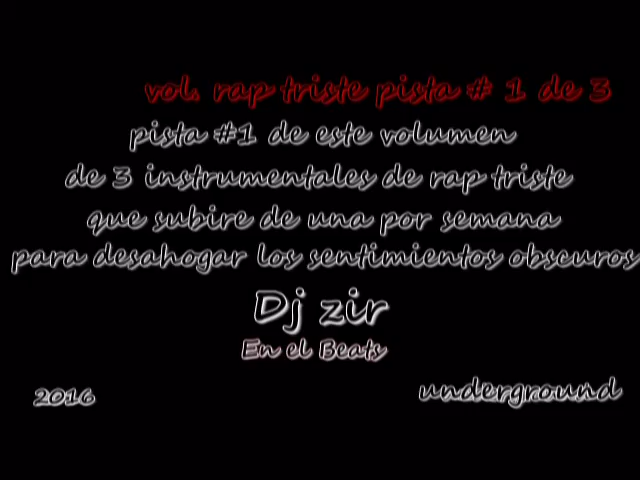 vol. rap triste pista # 1 de 3
pista #1 de este volumen
de 3 instrumentales de rap triste
que subire de una por semana
para desahogar los sentimientos obscuros
Dj zir
En el Beats
2016
underground